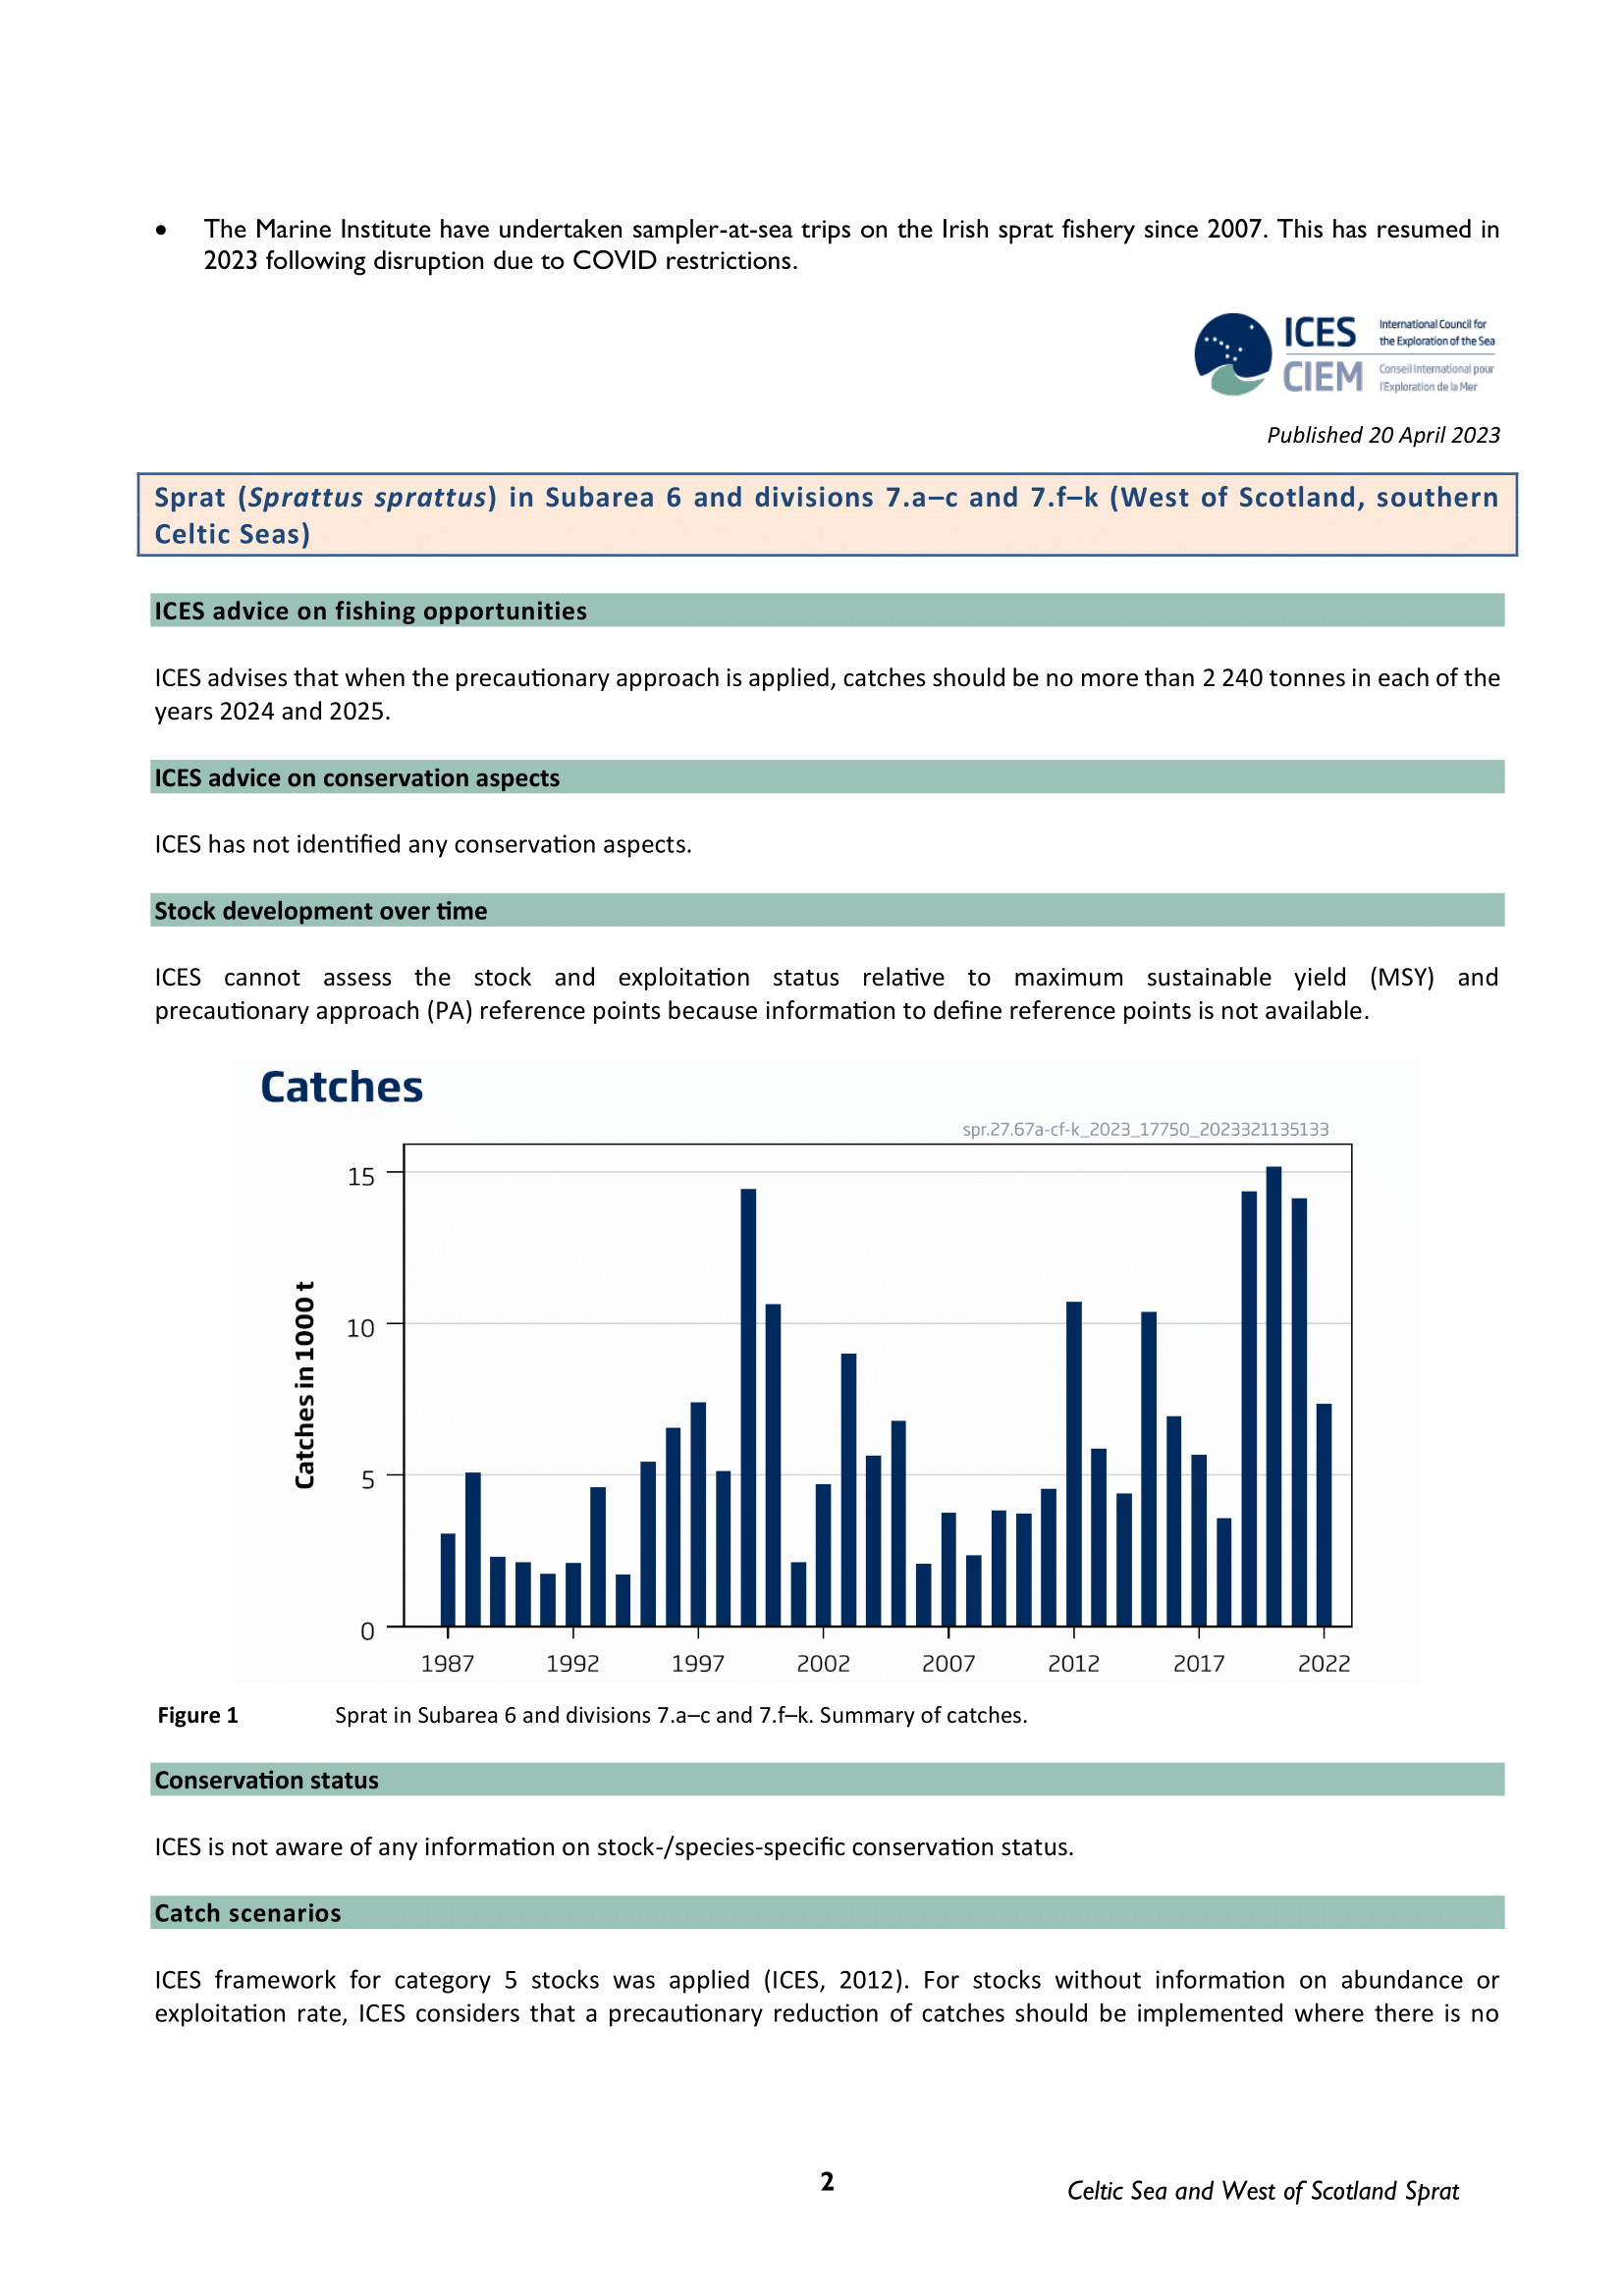 • The Marine Institute have undertaken sampler-at-sea trips on the Irish sprat fishery since 2007. This has resumed in
2023 following disruption due to COVID restrictions.
ICES
CIEM
International Council for
the Exploration of the Sea
Conseil International pour
l'Exploration de la Mer
Published 20 April 2023
Sprat (Sprattus sprattus) in Subarea 6 and divisions 7.a–c and 7.f–k (West of Scotland, southern
Celtic Seas)
ICES advice on fishing opportunities
ICES advises that when the precautionary approach is applied, catches should be no more than 2 240 tonnes in each of the
years 2024 and 2025.
ICES advice on conservation aspects
ICES has not identified any conservation aspects.
Stock development over time
ICES cannot assess the stock and exploitation status relative to maximum sustainable yield (MSY) and
precautionary approach (PA) reference points because information to define reference points is not available.
Catches
spr.27.67a-cf-k_2023_17750_2023321135133
Catches in 1000 t
15
10
5
0
1987 1992 1997 2002 2007 2012 2017 2022
Figure 1 Sprat in Subarea 6 and divisions 7.a–c and 7.f–k. Summary of catches.
Conservation status
ICES is not aware of any information on stock-/species-specific conservation status.
Catch scenarios
ICES framework for category 5 stocks was applied (ICES, 2012). For stocks without information on abundance or
exploitation rate, ICES considers that a precautionary reduction of catches should be implemented where there is no
2
Celtic Sea and West of Scotland Sprat